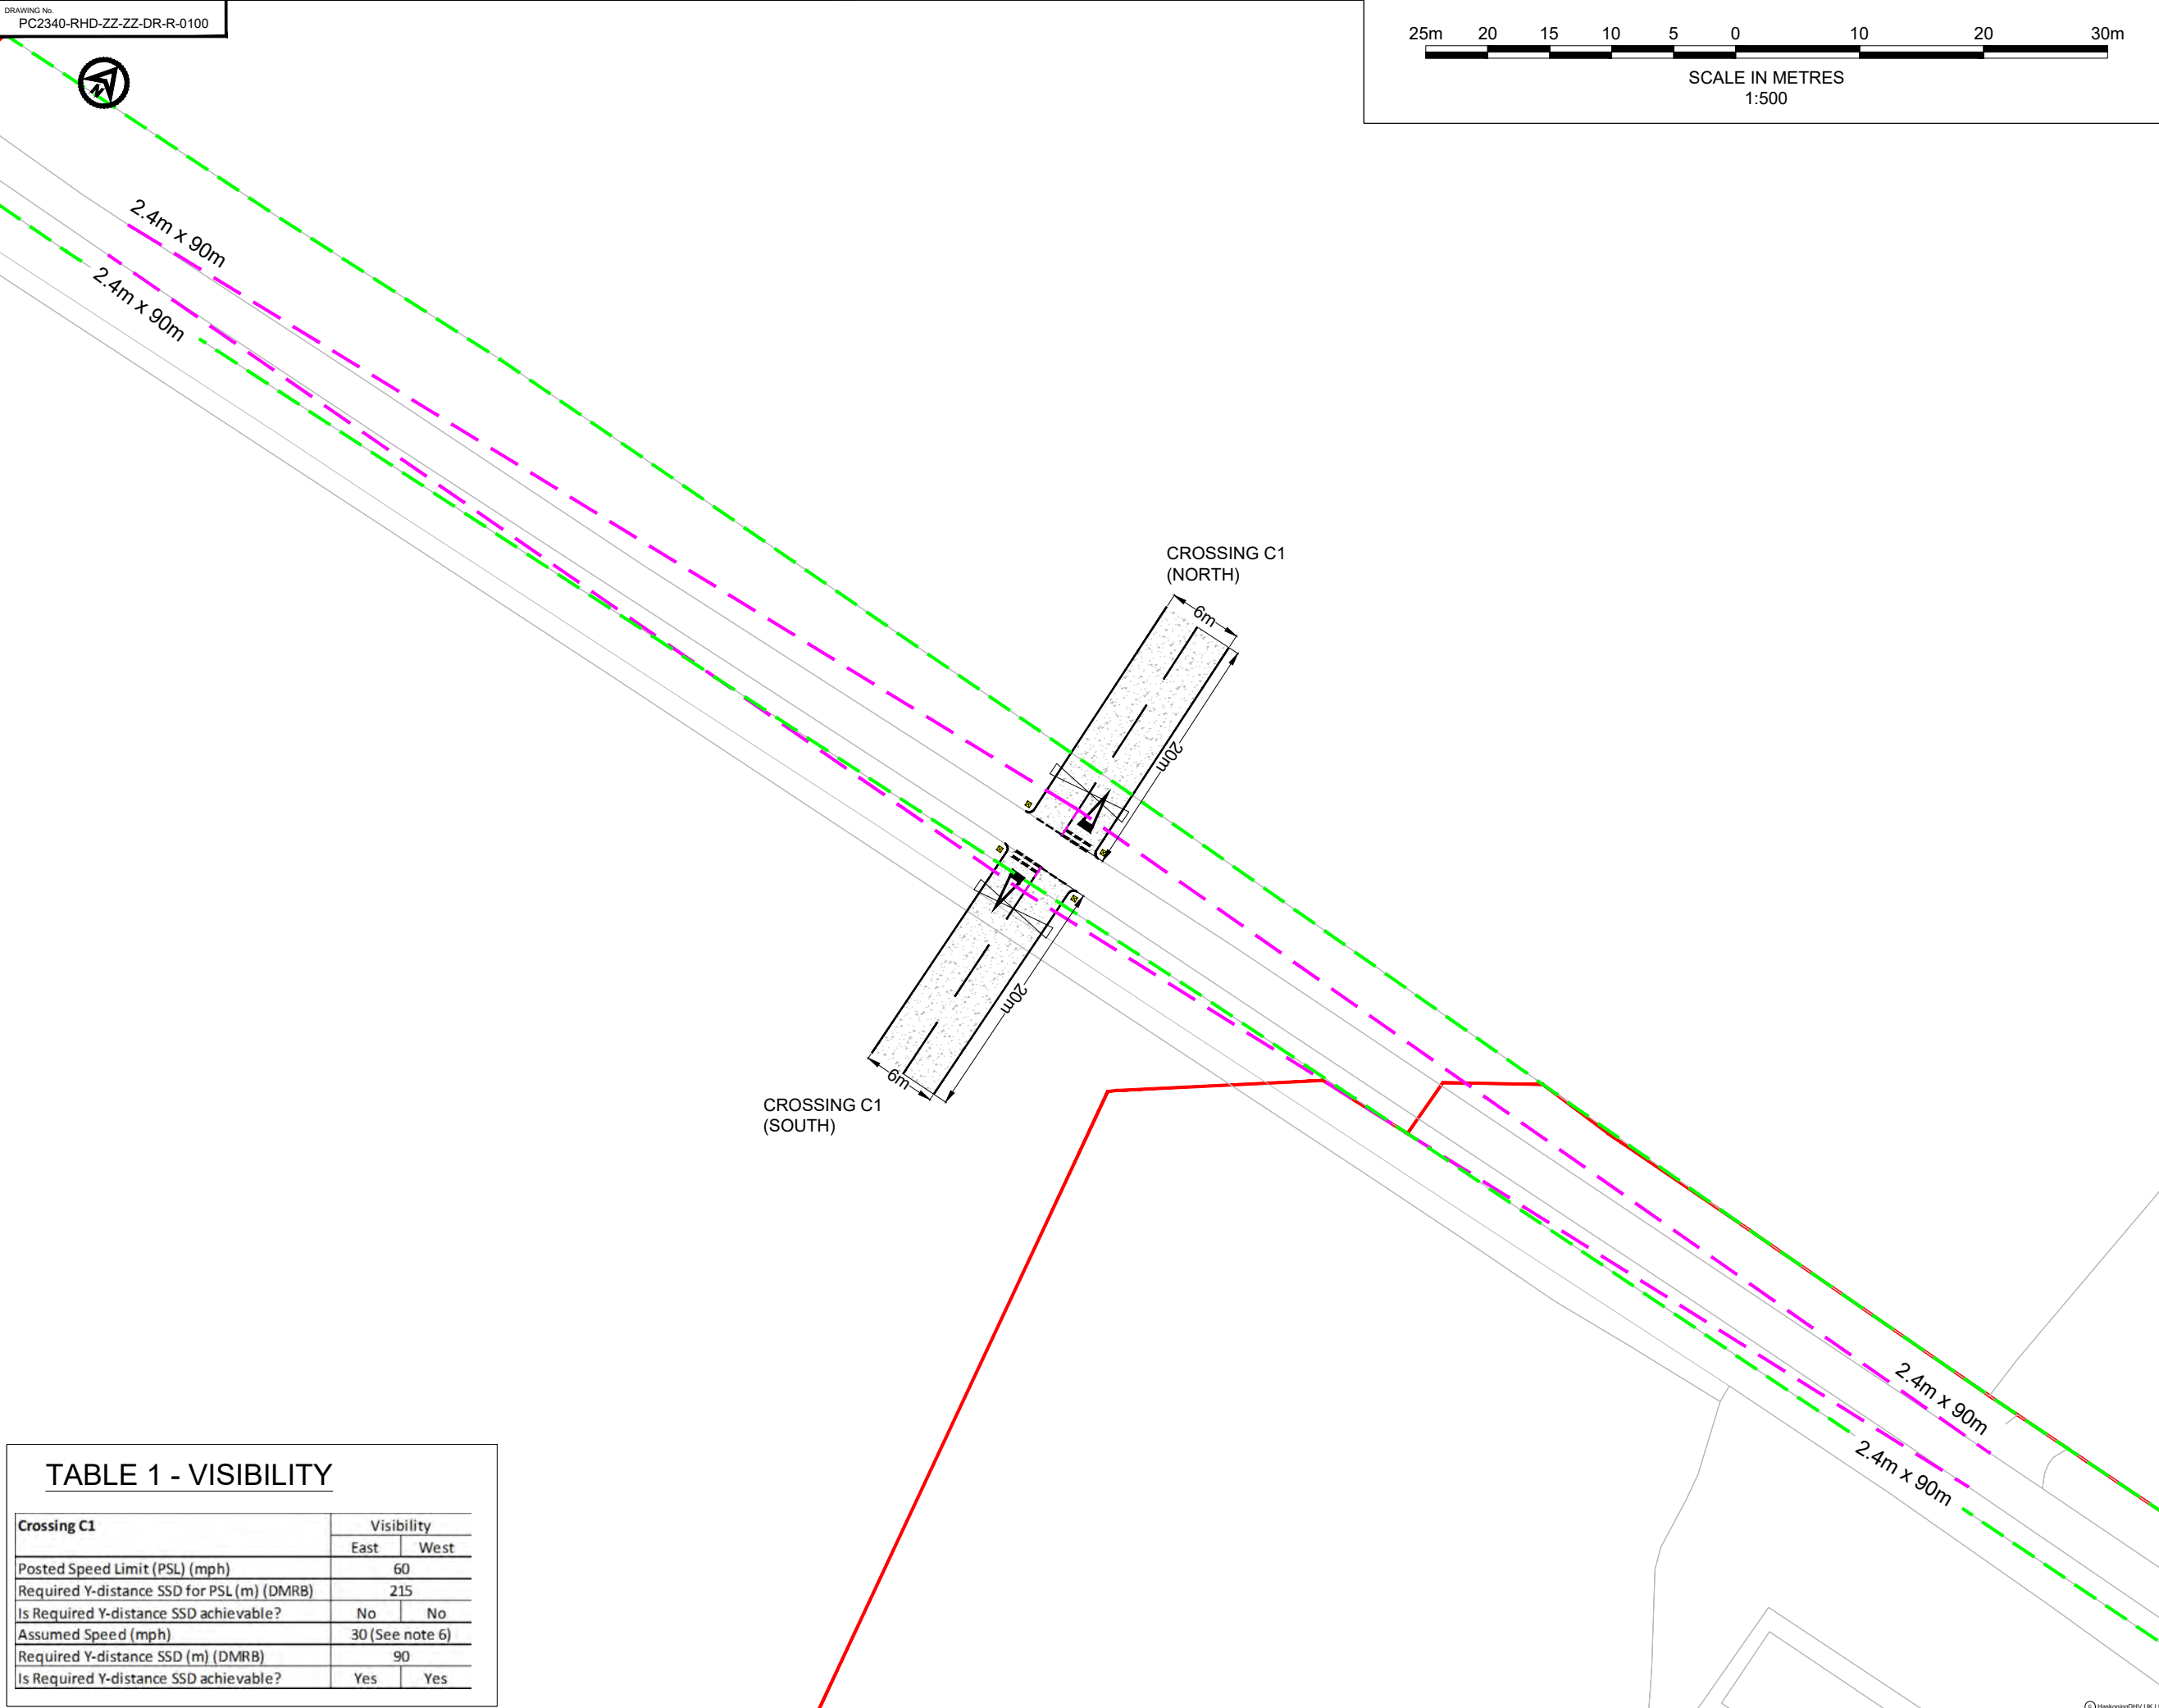 DRAWING No.
PC2340-RHD-ZZ-ZZ-DR-R-0100
N
25m 20 15 10 5 0 10 20 30m
SCALE IN METRES
1:500
2.4m x 90m
2.4m x 90m
CROSSING C1
(NORTH)
6m
20m
20m
6m
CROSSING C1
(SOUTH)
2.4m x 90m
2.4m x 90m
TABLE 1 - VISIBILITY
Crossing C1 Visibility
East West
Posted Speed Limit (PSL) (mph) 60
Required Y-distance SSD for PSL (m) (DMRB) 215
Is Required Y-distance SSD achievable? No No
Assumed Speed (mph) 30 (See note 6)
Required Y-distance SSD (m) (DMRB) 90
Is Required Y-distance SSD achievable? Yes Yes
© HaskoningDHV UK